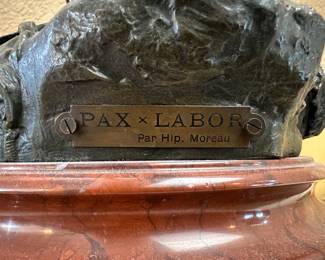 PAX × LABOR
Par Hip. Moreau